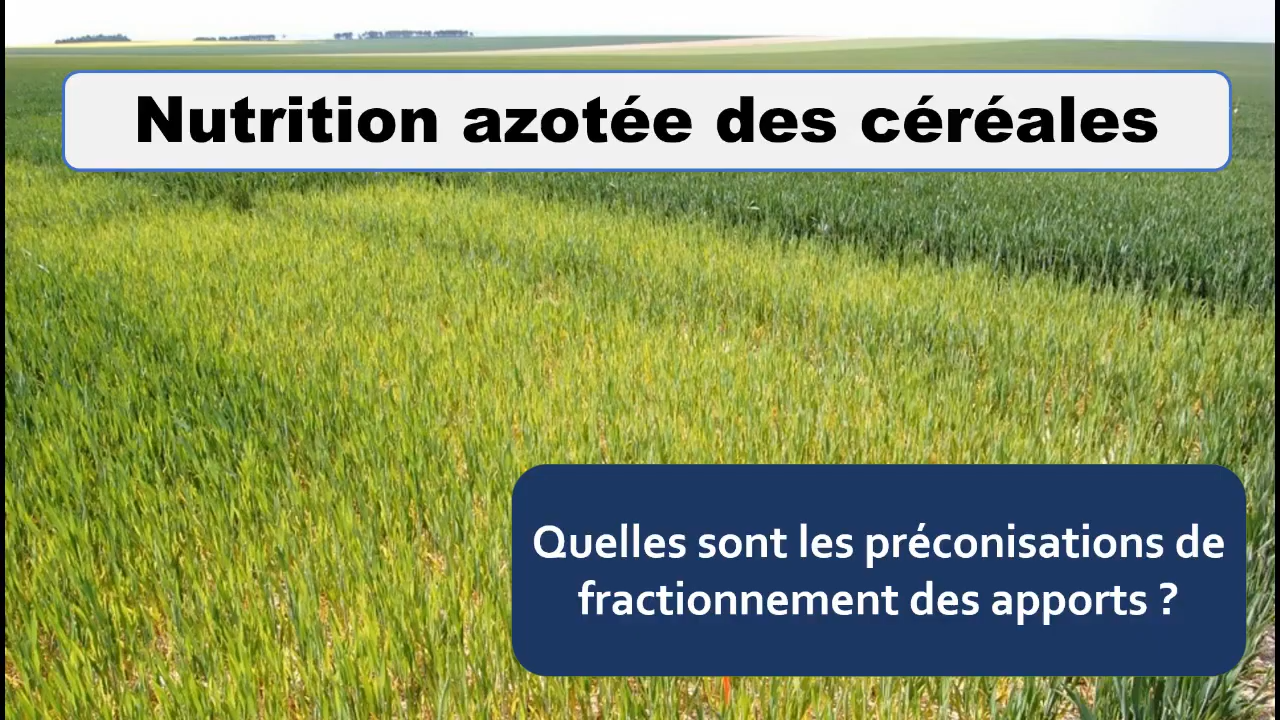 Nutrition azotée des céréales
Quelles sont les préconisations de
fractionnement des apports ?